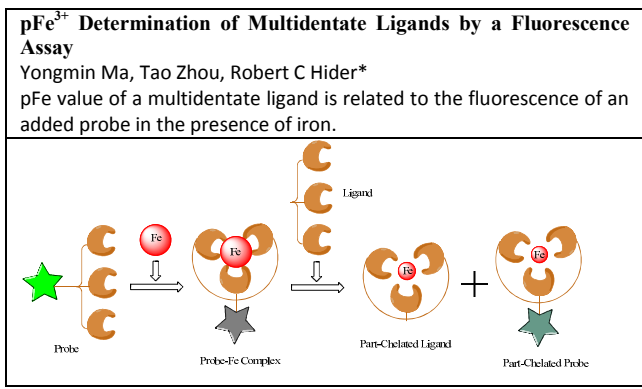 pFe³⁺ Determination of Multidentate Ligands by a Fluorescence
Assay
Yongmin Ma, Tao Zhou, Robert C Hider*
pFe value of a multidentate ligand is related to the fluorescence of an
added probe in the presence of iron.
Fe
Ligand
Fe
Fe
Fe
Probe
Probe-Fe Complex
Part-Chelated Ligand
Part-Chelated Probe